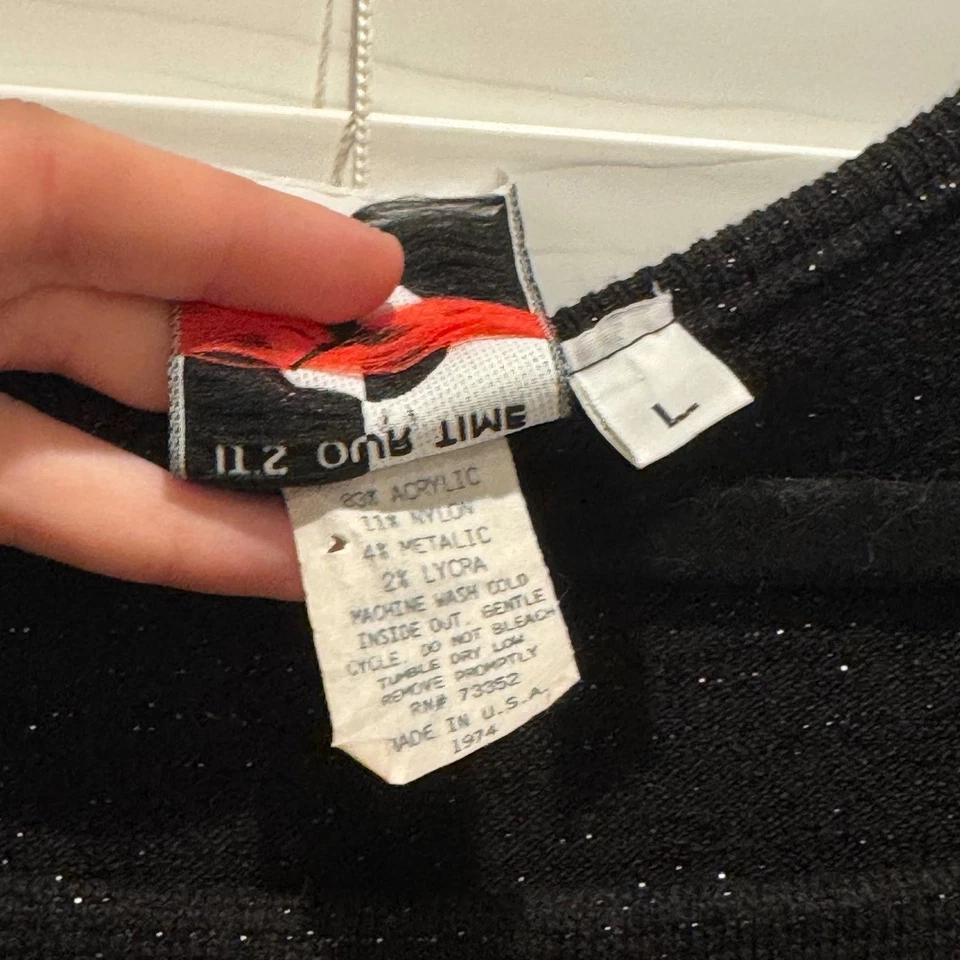 IT'S OUR TIME
L
83% ACRYLIC
11% NYLON
4% METALIC
2% LYCRA
MACHINE WASH COLD
INSIDE OUT. GENTLE
CYCLE. DO NOT BLEACH
TUMBLE DRY LOW
REMOVE PROMPTLY
RN# 73352
MADE IN U.S.A.
1974